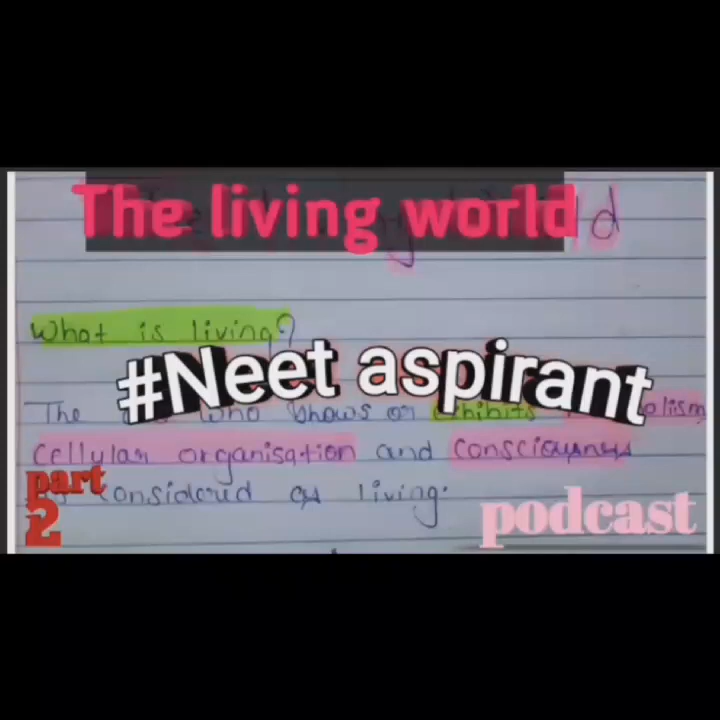 The living world
What is living?
#Neet aspirant
The who shows or exhibits
cellular organisation and consciousness
part
2
considered as living.
podcast